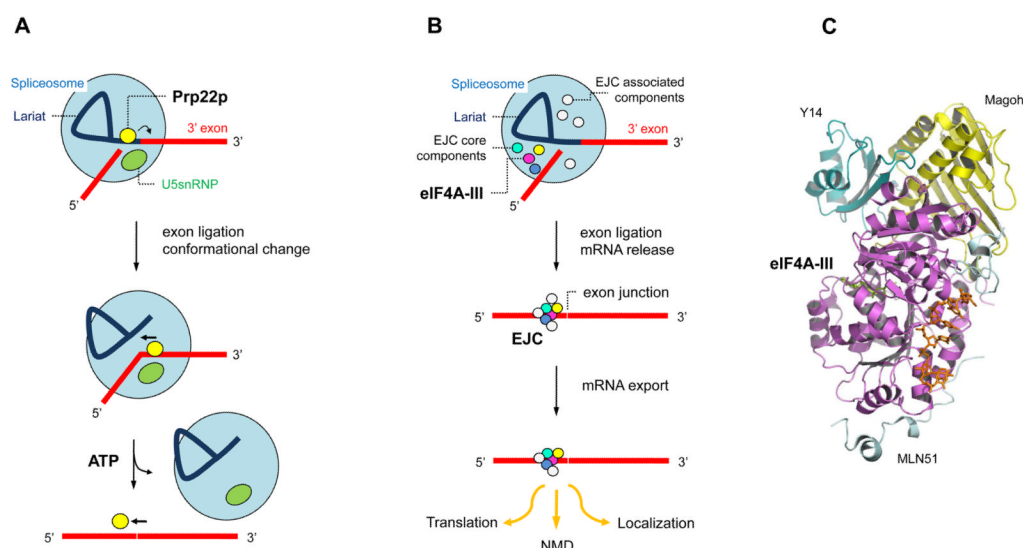 A
Spliceosome
Prp22p
Lariat
3' exon
3'
U5snRNP
5'
exon ligation
conformational change
3'
5'
ATP
5'
3'
B
Spliceosome
EJC associated
components
Lariat
3' exon
3'
EJC core
components
eIF4A-III
5'
exon ligation
mRNA release
exon junction
5'
3'
EJC
mRNA export
5'
3'
Translation
Localization
NMD
C
Magoh
Y14
eIF4A-III
MLN51